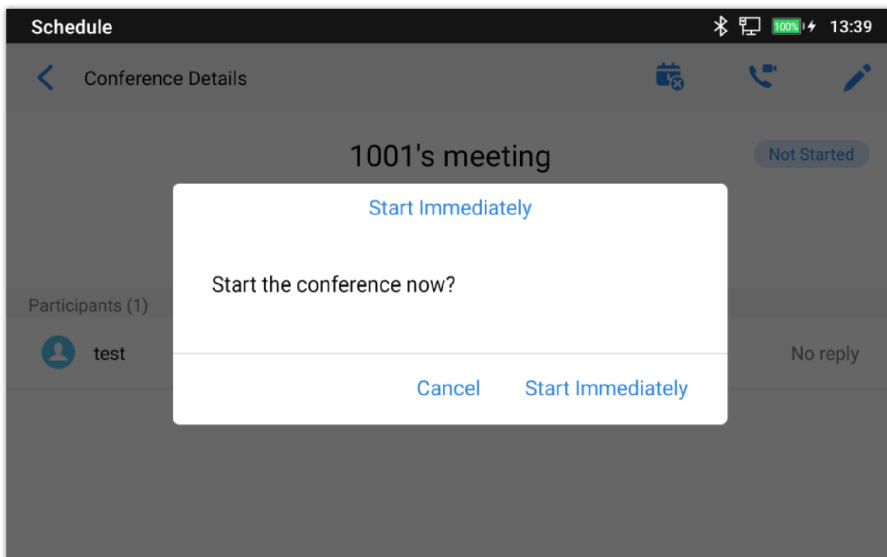 Schedule
100%
13:39
Conference Details
1001's meeting
Not Started
Start Immediately
Start the conference now?
Participants (1)
test
No reply
Cancel
Start Immediately